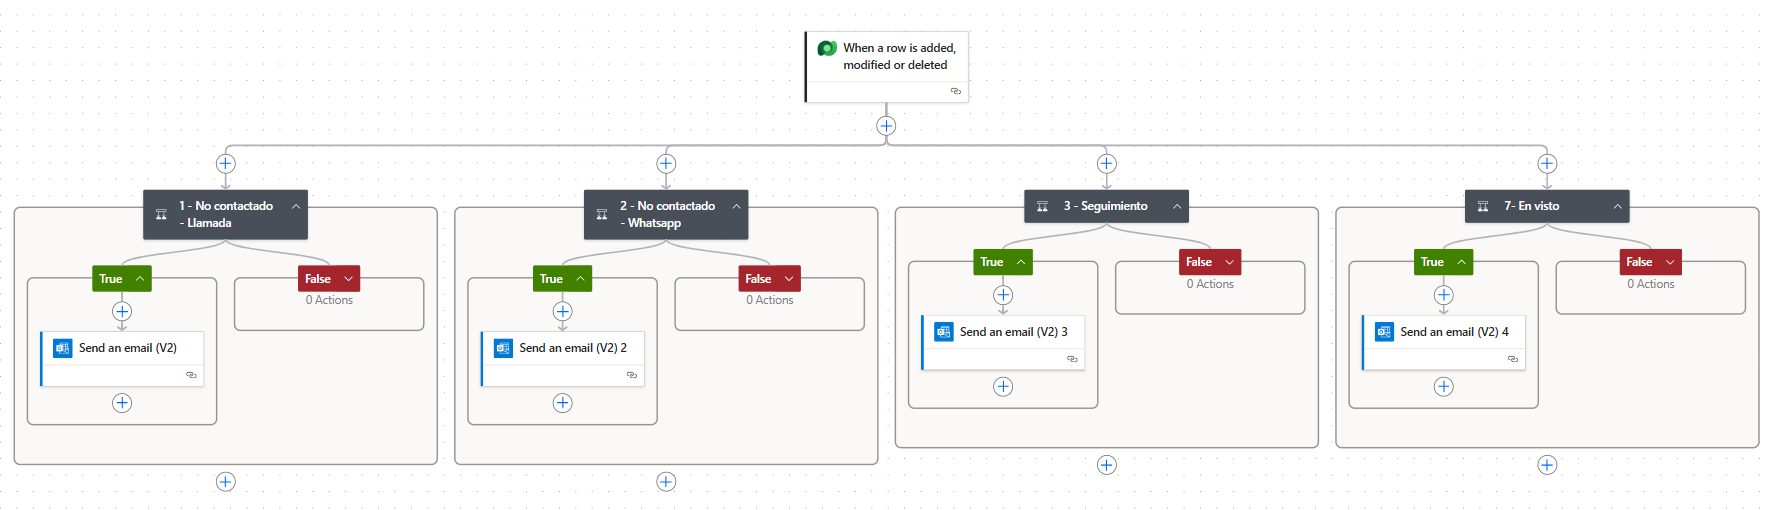 When a row is added,
modified or deleted
1 - No contactado
- Llamada
True
False
0 Actions
Send an email (V2)
2 - No contactado
- Whatsapp
True
False
0 Actions
Send an email (V2) 2
3 - Seguimiento
True
False
0 Actions
Send an email (V2) 3
7- En visto
True
False
0 Actions
Send an email (V2) 4